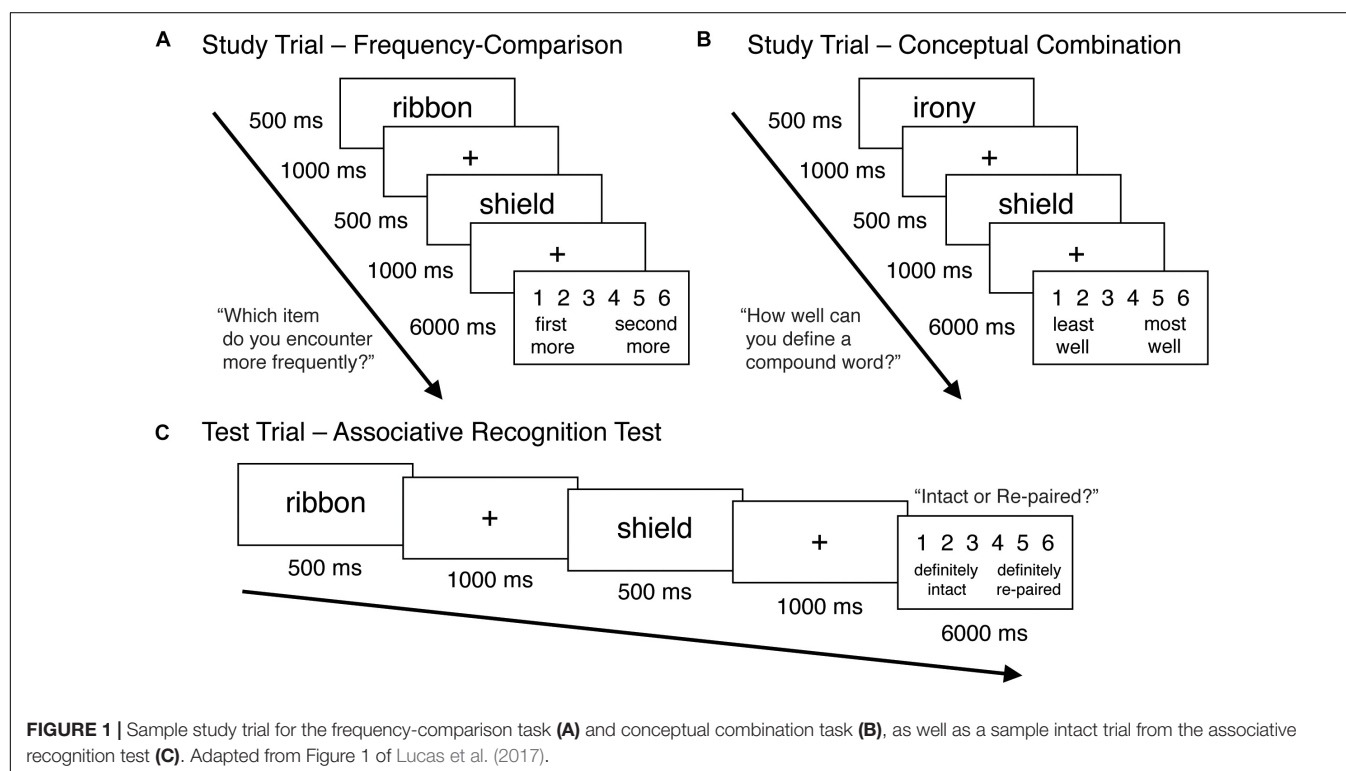 A Study Trial – Frequency-Comparison
ribbon
500 ms
+
1000 ms
shield
500 ms
+
1000 ms
1 2 3 4 5 6
first second
more more
6000 ms
“Which item
do you encounter
more frequently?”
B Study Trial – Conceptual Combination
irony
500 ms
+
1000 ms
shield
500 ms
+
1000 ms
1 2 3 4 5 6
least most
well well
6000 ms
“How well can
you define a
compound word?”
C Test Trial – Associative Recognition Test
ribbon
500 ms
+
1000 ms
shield
500 ms
+
1000 ms
“Intact or Re-paired?”
1 2 3 4 5 6
definitely definitely
intact re-paired
6000 ms
FIGURE 1 | Sample study trial for the frequency-comparison task (A) and conceptual combination task (B), as well as a sample intact trial from the associative
recognition test (C). Adapted from Figure 1 of Lucas et al. (2017).